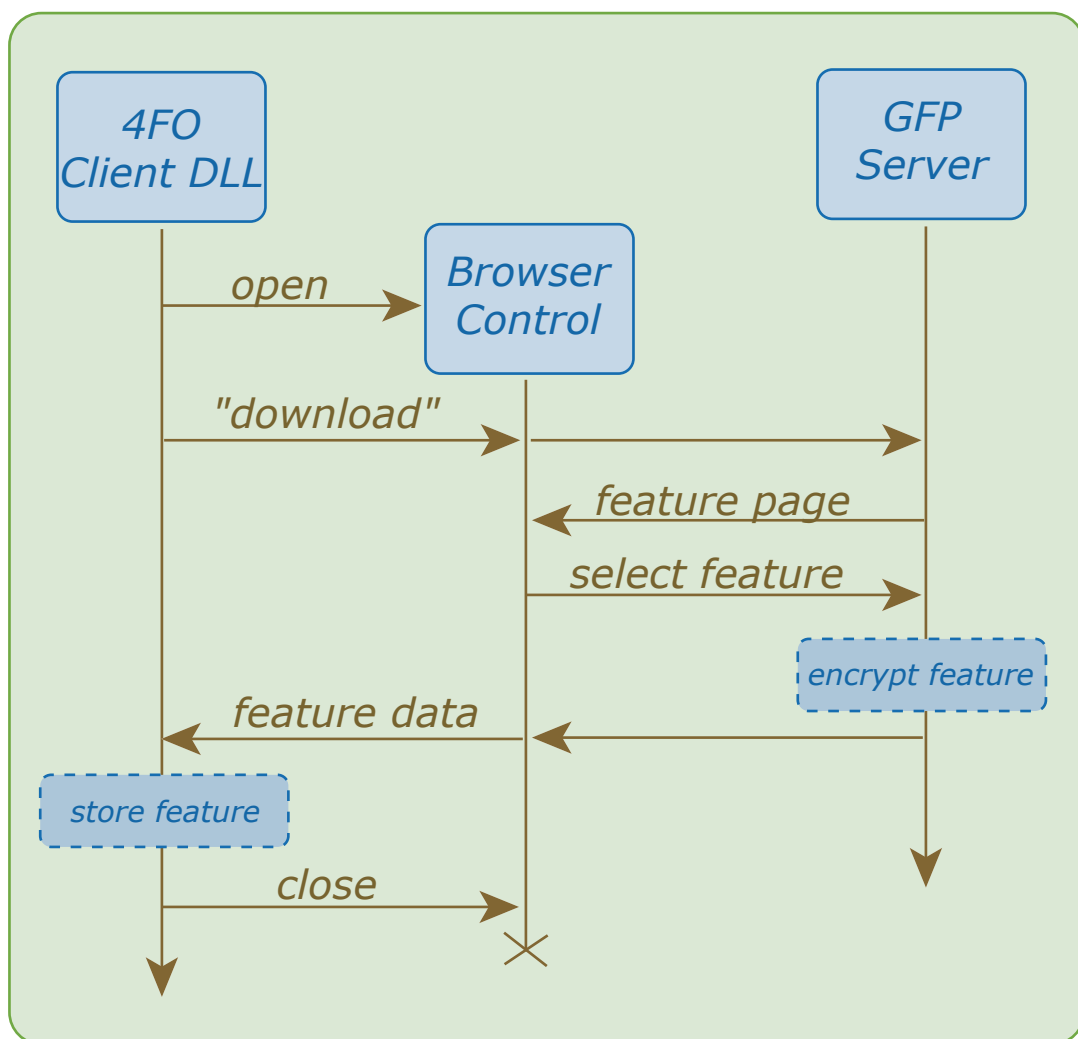 4FO
Client DLL
GFP
Server
Browser
Control
open
"download"
feature page
select feature
encrypt feature
feature data
store feature
close